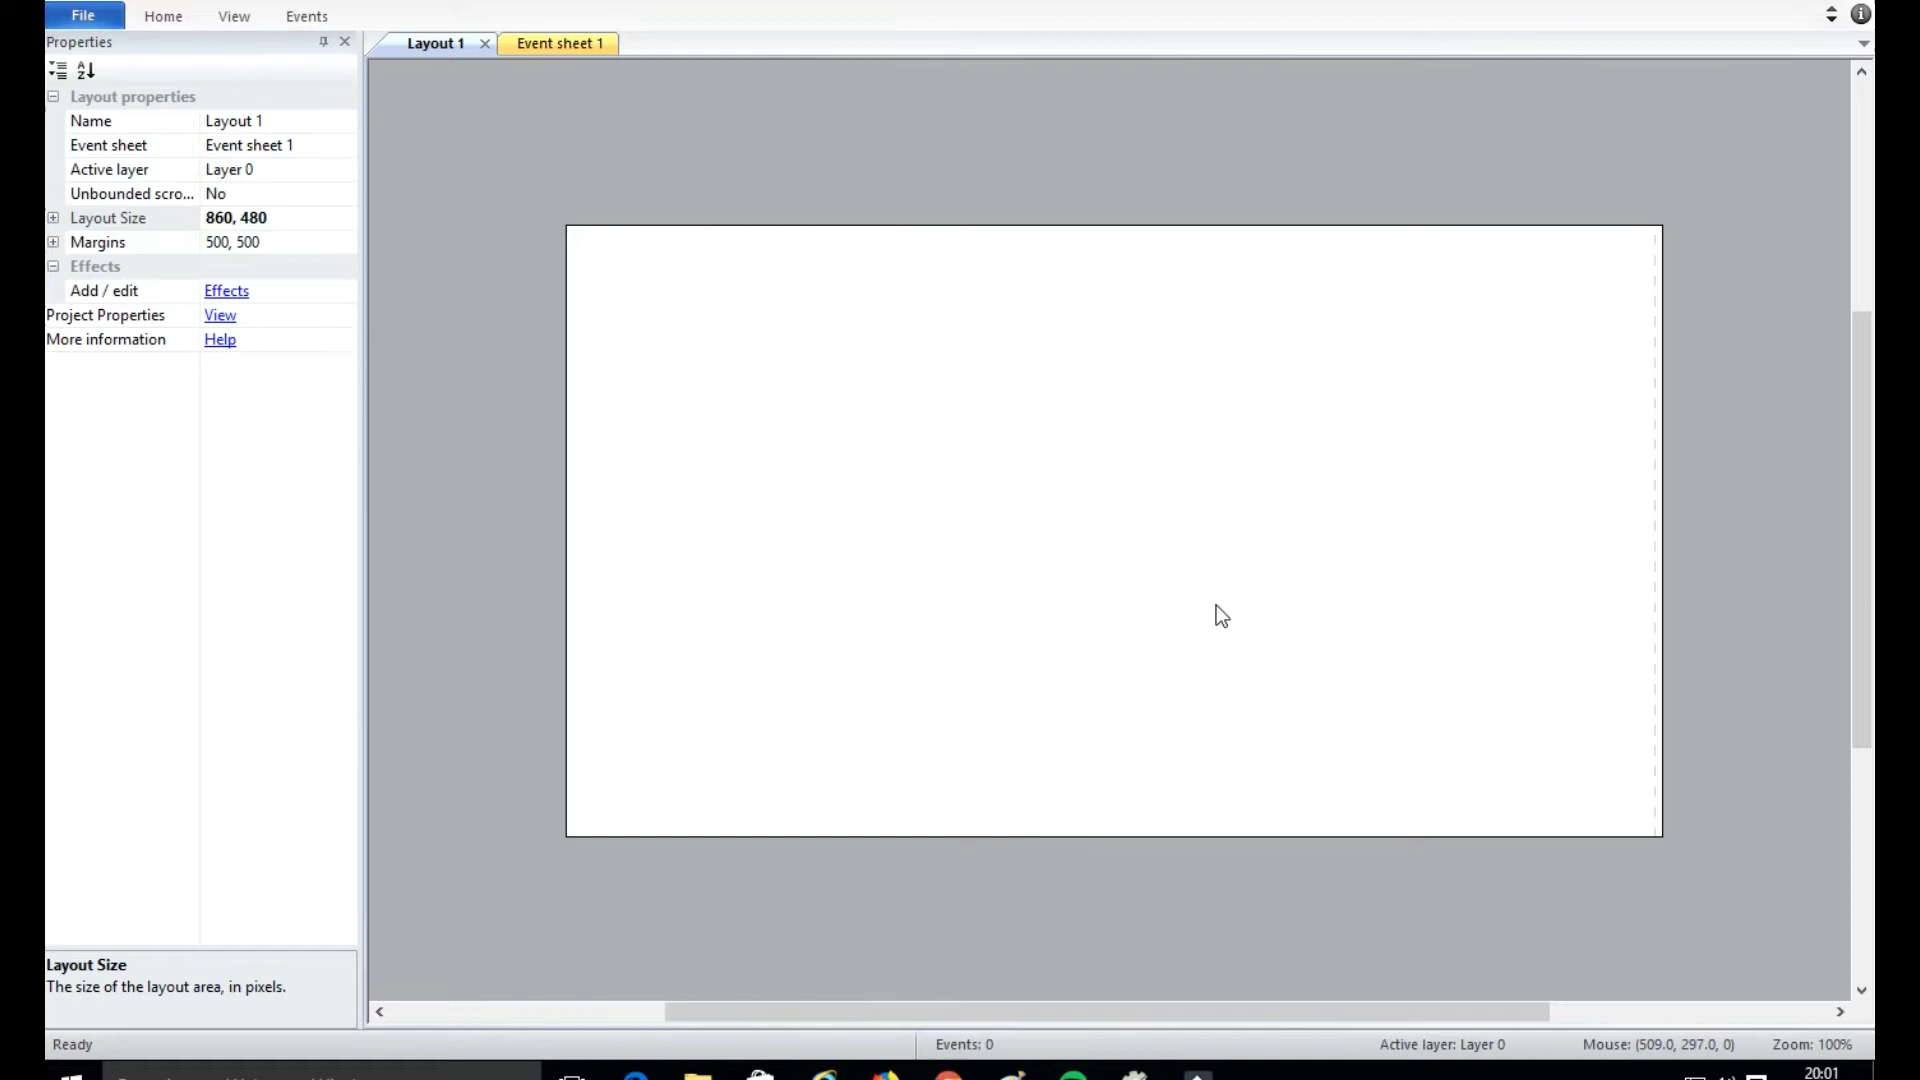 File Home View Events
Properties
Layout 1 Event sheet 1
Layout properties
Name Layout 1
Event sheet Event sheet 1
Active layer Layer 0
Unbounded scro... No
Layout Size 860, 480
Margins 500, 500
Effects
Add / edit Effects
Project Properties View
More information Help
Layout Size
The size of the layout area, in pixels.
Ready Events: 0 Active layer: Layer 0 Mouse: (509.0, 297.0, 0) Zoom: 100%
20:01